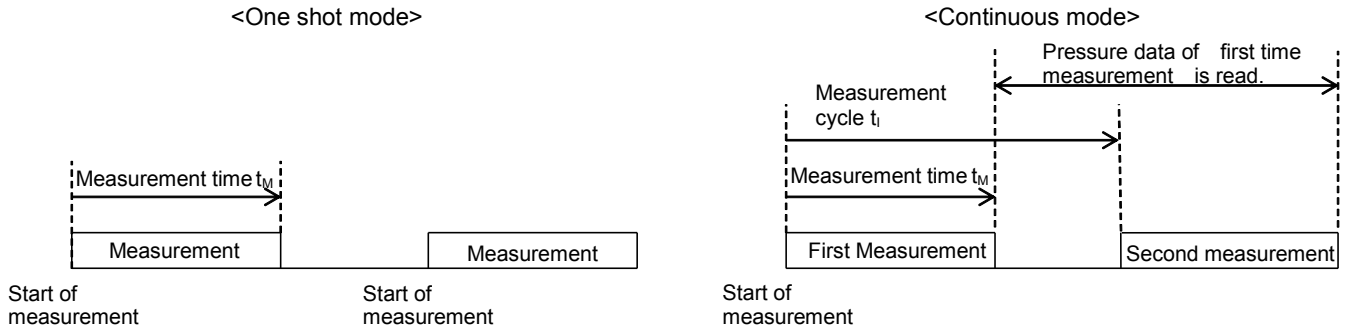 <One shot mode>
Measurement time tM
Measurement
Measurement
Start of
measurement
Start of
measurement
<Continuous mode>
Pressure data of first time
measurement is read.
Measurement
cycle tI
Measurement time tM
First Measurement
Second measurement
Start of
measurement